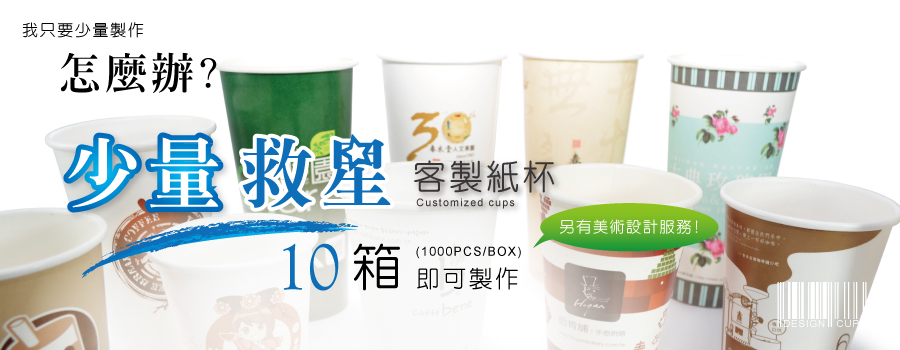 我只要少量製作
怎麼辦?
少量救星
客製紙杯
Customized cups
10箱
(1000PCS/BOX)
即可製作
另有美術設計服務!
30
DESIGN
CUP